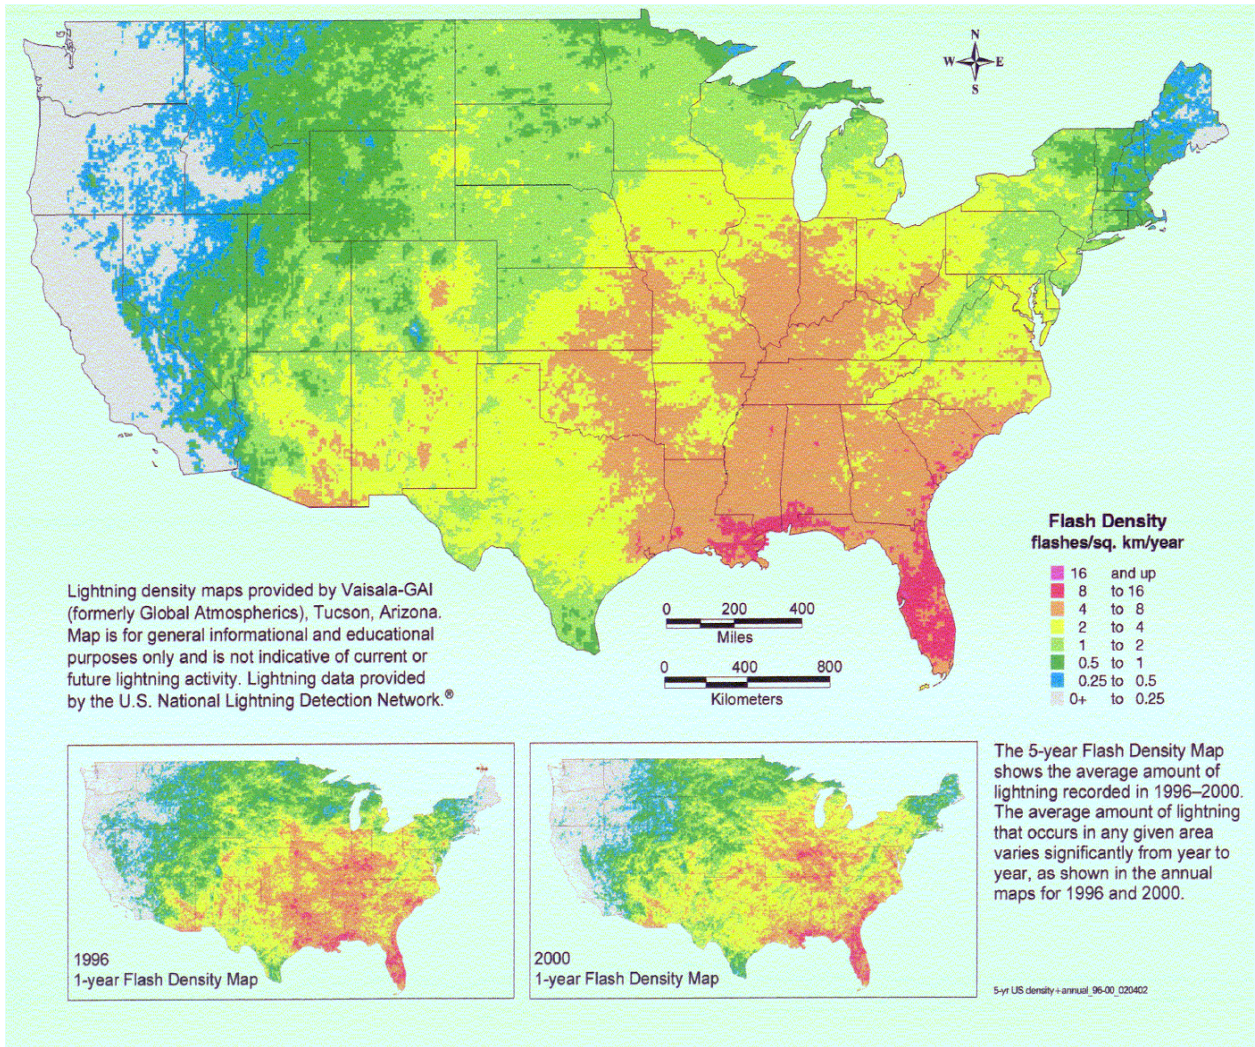 N
W E
S
Flash Density
flashes/sq. km/year
16 and up
8 to 16
4 to 8
2 to 4
1 to 2
0.5 to 1
0.25 to 0.5
0+ to 0.25
Lightning density maps provided by Vaisala-GAI
(formerly Global Atmospherics), Tucson, Arizona.
Map is for general informational and educational
purposes only and is not indicative of current or
future lightning activity. Lightning data provided
by the U.S. National Lightning Detection Network.®
0 200 400
Miles
0 400 800
Kilometers
1996
1-year Flash Density Map
2000
1-year Flash Density Map
The 5-year Flash Density Map
shows the average amount of
lightning recorded in 1996–2000.
The average amount of lightning
that occurs in any given area
varies significantly from year to
year, as shown in the annual
maps for 1996 and 2000.
5-yr US density+annual_96-00_020402